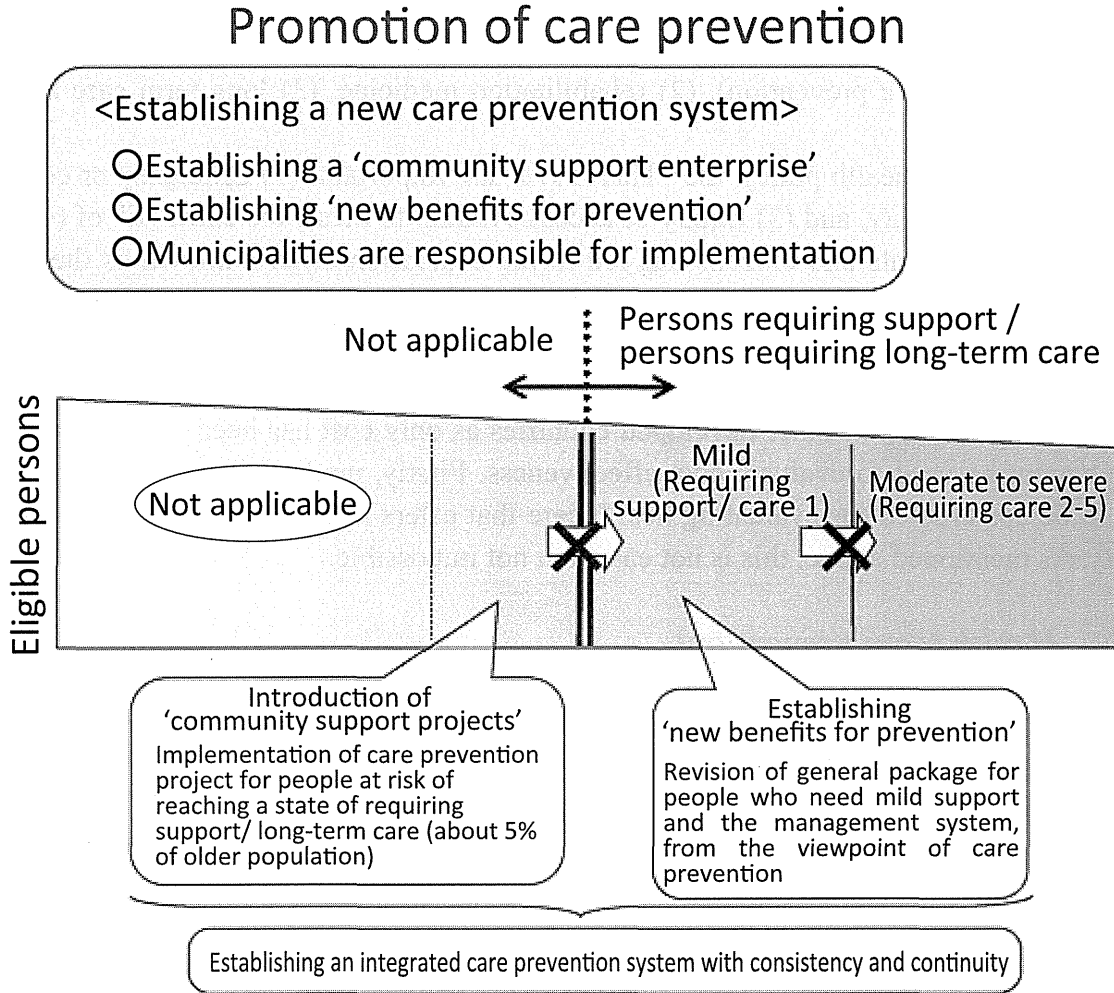 Promotion of care prevention
<Establishing a new care prevention system>
○Establishing a ‘community support enterprise’
○Establishing ‘new benefits for prevention’
○Municipalities are responsible for implementation
Not applicable
Persons requiring support /
persons requiring long-term care
Eligible persons
Not applicable
Mild
(Requiring
support/ care 1)
Moderate to severe
(Requiring care 2-5)
Introduction of
‘community support projects’
Implementation of care prevention
project for people at risk of
reaching a state of requiring
support/ long-term care (about 5%
of older population)
Establishing
‘new benefits for prevention’
Revision of general package for
people who need mild support
and the management system,
from the viewpoint of care
prevention
Establishing an integrated care prevention system with consistency and continuity